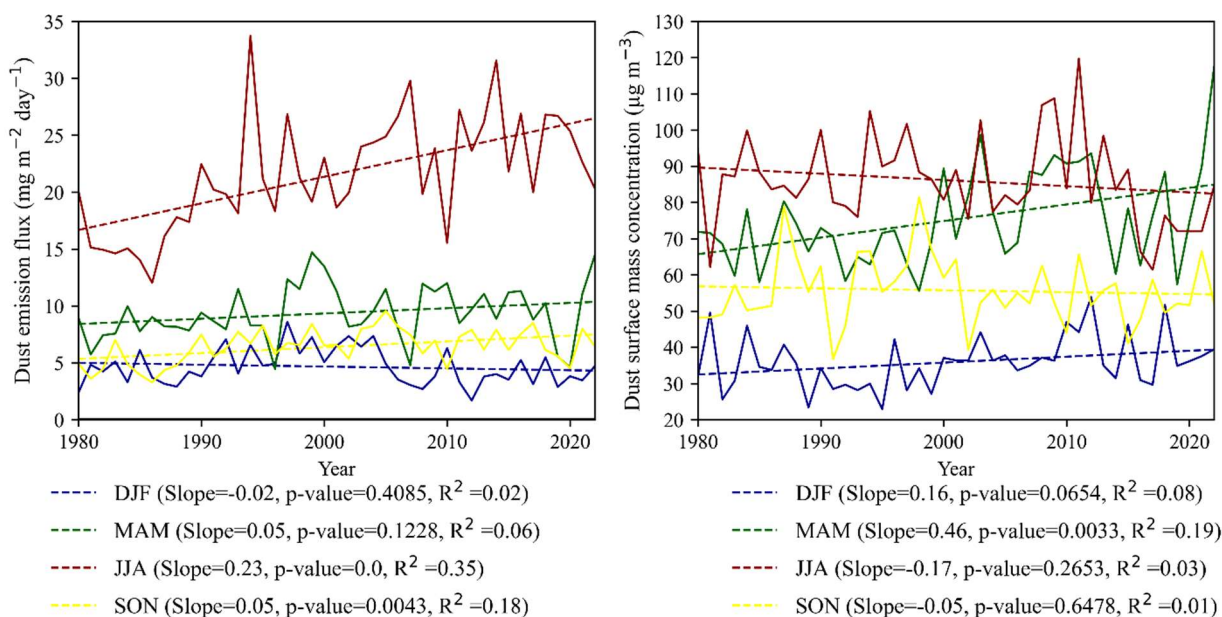 Dust emission flux (mg m⁻² day⁻¹)
35
30
25
20
15
10
5
0
1980
1990
2000
2010
2020
Year
DJF (Slope=-0.02, p-value=0.4085, R² =0.02)
MAM (Slope=0.05, p-value=0.1228, R² =0.06)
JJA (Slope=0.23, p-value=0.0, R² =0.35)
SON (Slope=0.05, p-value=0.0043, R² =0.18)
Dust surface mass concentration (µg m⁻³)
130
120
110
100
90
80
70
60
50
40
30
20
1980
1990
2000
2010
2020
Year
DJF (Slope=0.16, p-value=0.0654, R² =0.08)
MAM (Slope=0.46, p-value=0.0033, R² =0.19)
JJA (Slope=-0.17, p-value=0.2653, R² =0.03)
SON (Slope=-0.05, p-value=0.6478, R² =0.01)